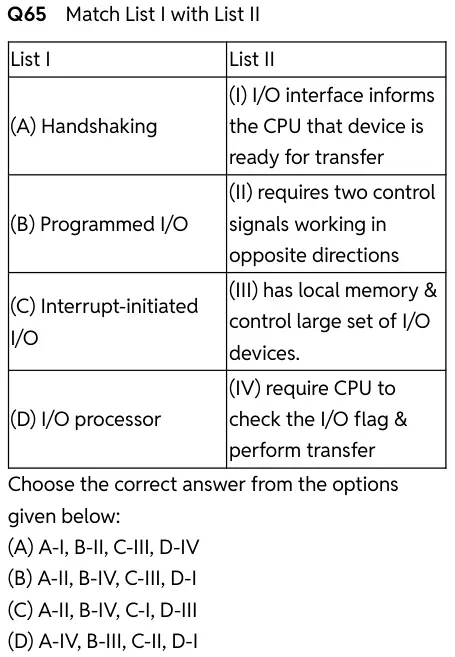 Q65 Match List I with List II
List I
List II
(A) Handshaking
(I) I/O interface informs
the CPU that device is
ready for transfer
(B) Programmed I/O
(II) requires two control
signals working in
opposite directions
(C) Interrupt-initiated
I/O
(III) has local memory &
control large set of I/O
devices.
(D) I/O processor
(IV) require CPU to
check the I/O flag &
perform transfer
Choose the correct answer from the options
given below:
(A) A-I, B-II, C-III, D-IV
(B) A-II, B-IV, C-III, D-I
(C) A-II, B-IV, C-I, D-III
(D) A-IV, B-III, C-II, D-I